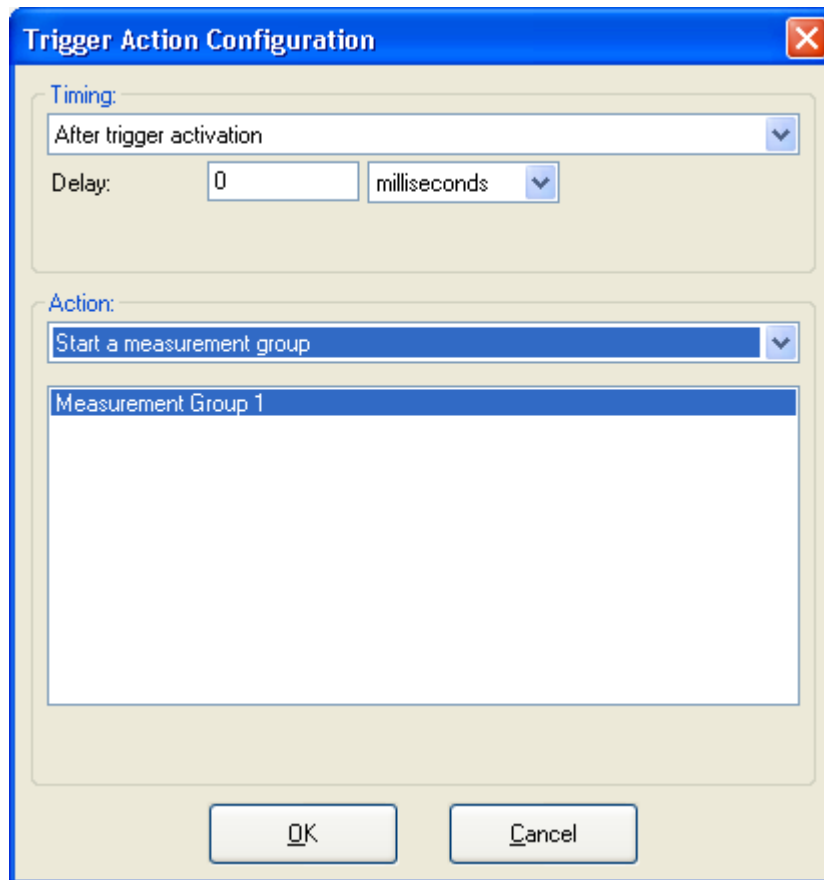 Trigger Action Configuration
Timing:
After trigger activation
Delay: 0 milliseconds
Action:
Start a measurement group
Measurement Group 1
OK Cancel